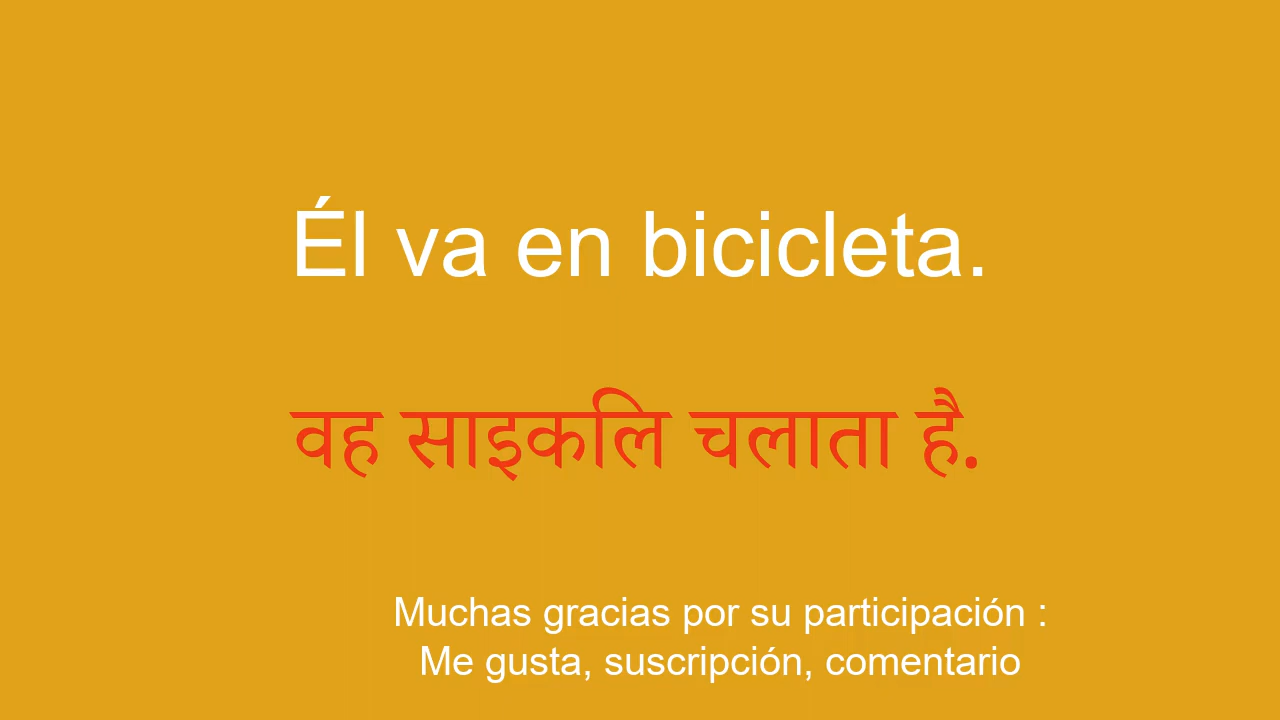 Él va en bicicleta.
वह साइकलि चलाता है.
Muchas gracias por su participación :
Me gusta, suscripción, comentario